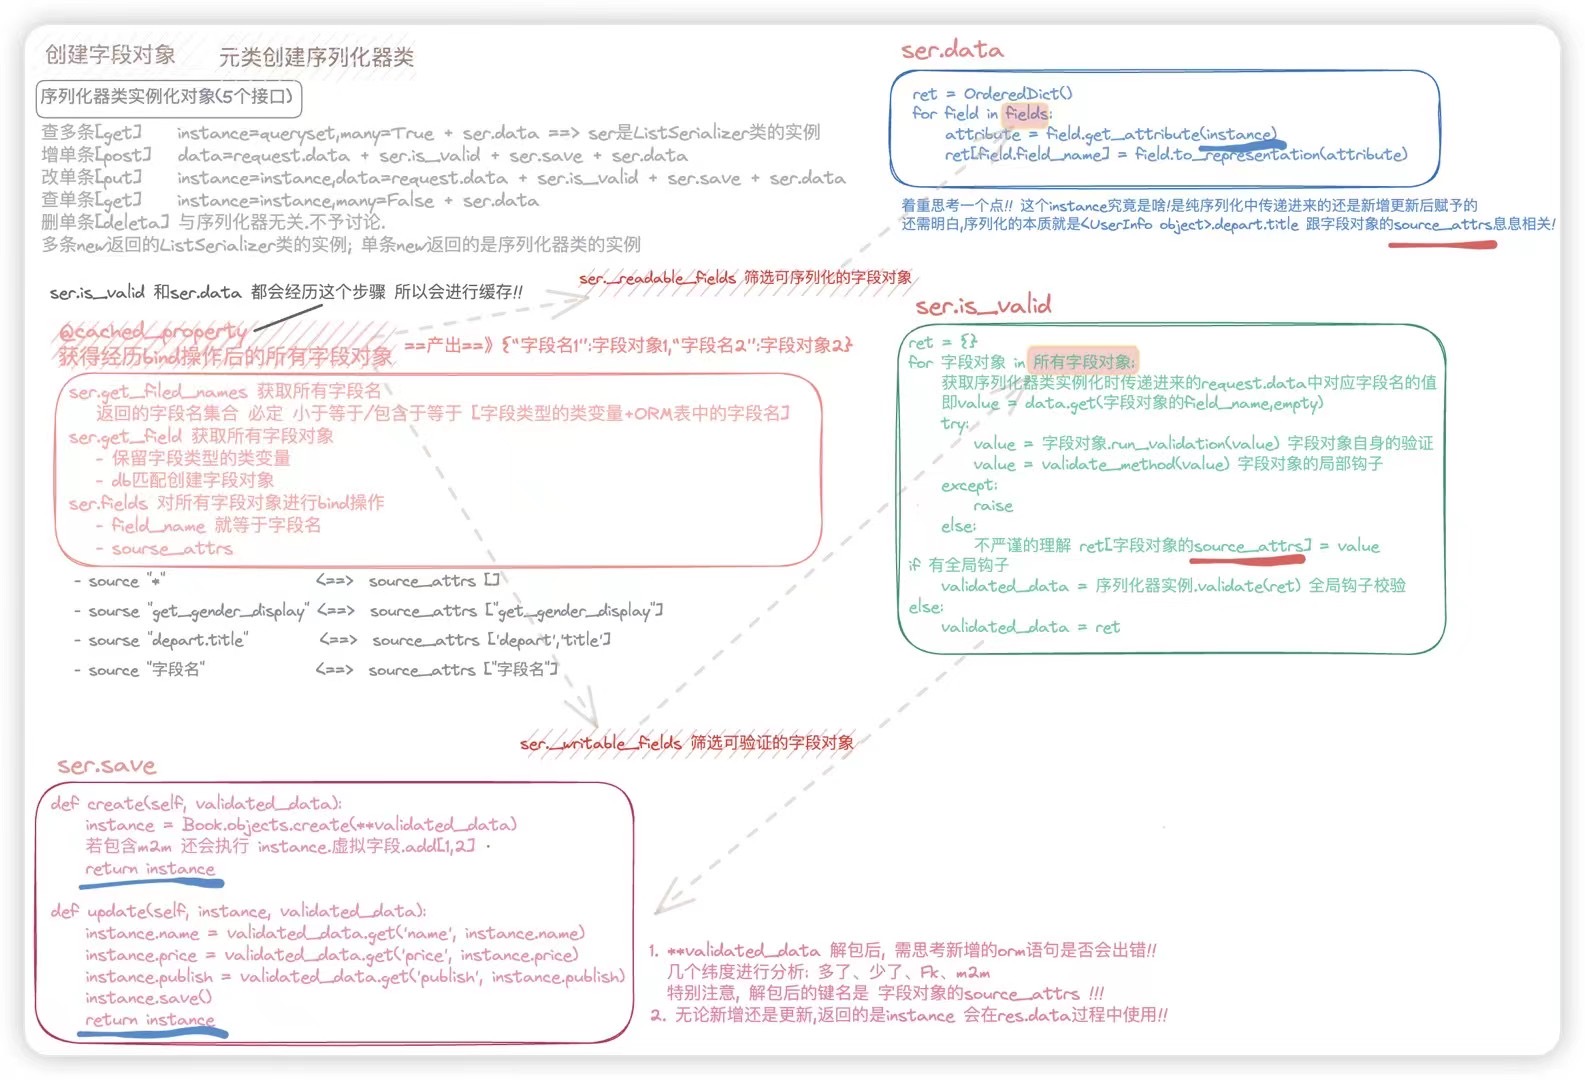 创建字段对象
元类创建序列化器类
序列化器类实例化对象(5个接口)
查多条[get] instance=queryset,many=True + ser.data ==> ser是ListSerializer类的实例
增单条[post] data=request.data + ser.is_valid + ser.save + ser.data
改单条[put] instance=instance,data=request.data + ser.is_valid + ser.save + ser.data
查单条[get] instance=instance,many=False + ser.data
删单条[deleta] 与序列化器无关.不予讨论.
多条new返回的ListSerializer类的实例; 单条new返回的是序列化器类的实例
ser.is_valid 和ser.data 都会经历这个步骤 所以会进行缓存!!
ser._readable_fields 筛选可序列化的字段对象
@cached_property
获得经历bind操作后的所有字段对象
==产出==》{"字段名1":字段对象1,"字段名2":字段对象2}
ser.get_filed_names 获取所有字段名
返回的字段名集合 必定 小于等于/包含于等于 [字段类型的类变量+ORM表中的字段名]
ser.get_field 获取所有字段对象
- 保留字段类型的类变量
- db匹配创建字段对象
ser.fields 对所有字段对象进行bind操作
- field_name 就等于字段名
- sourse_attrs
- source "*" <==> source_attrs []
- sourse "get_gender_display" <==> source_attrs ["get_gender_display"]
- sourse "depart.title" <==> source_attrs ['depart','title']
- source "字段名" <==> source_attrs ["字段名"]
ser._writable_fields 筛选可验证的字段对象
ser.save
def create(self, validated_data):
instance = Book.objects.create(**validated_data)
若包含m2m 还会执行 instance.虚拟字段.add[1,2]
return instance
def update(self, instance, validated_data):
instance.name = validated_data.get('name', instance.name)
instance.price = validated_data.get('price', instance.price)
instance.publish = validated_data.get('publish', instance.publish)
instance.save()
return instance
ser.data
ret = OrderedDict()
for field in fields:
attribute = field.get_attribute(instance)
ret[field.field_name] = field.to_representation(attribute)
着重思考一个点!! 这个instance究竟是啥!是纯序列化中传递进来的还是新增更新后赋予的
还需明白,序列化的本质就是<UserInfo object>.depart.title 跟字段对象的source_attrs息息相关!
ser.is_valid
ret = {}
for 字段对象 in 所有字段对象:
获取序列化器类实例化时传递进来的request.data中对应字段名的值
即value = data.get(字段对象的field_name,empty)
try:
value = 字段对象.run_validation(value) 字段对象自身的验证
value = validate_method(value) 字段对象的局部钩子
except:
raise
else:
不严谨的理解 ret[字段对象的source_attrs] = value
if 有全局钩子
validated_data = 序列化器实例.validate(ret) 全局钩子校验
else:
validated_data = ret
1. **validated_data 解包后, 需思考新增的orm语句是否会出错!!
几个纬度进行分析: 多了、少了、Fk、m2m
特别注意, 解包后的键名是 字段对象的source_attrs !!!
2. 无论新增还是更新,返回的是instance 会在res.data过程中使用!!